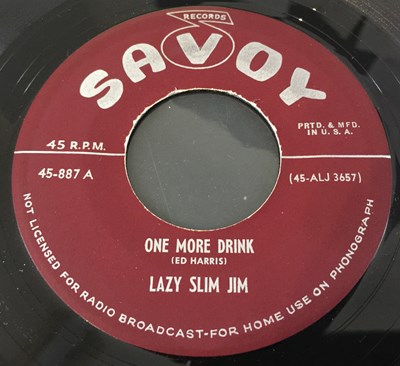 RECORDS
SAVOY
PRTD. & MFD.
IN U.S.A.
45 R.P.M.
45-887 A
(45-ALJ 3657)
ONE MORE DRINK
(ED HARRIS)
LAZY SLIM JIM
NOT LICENSED FOR RADIO BROADCAST-FOR HOME USE ON PHONOGRAPH